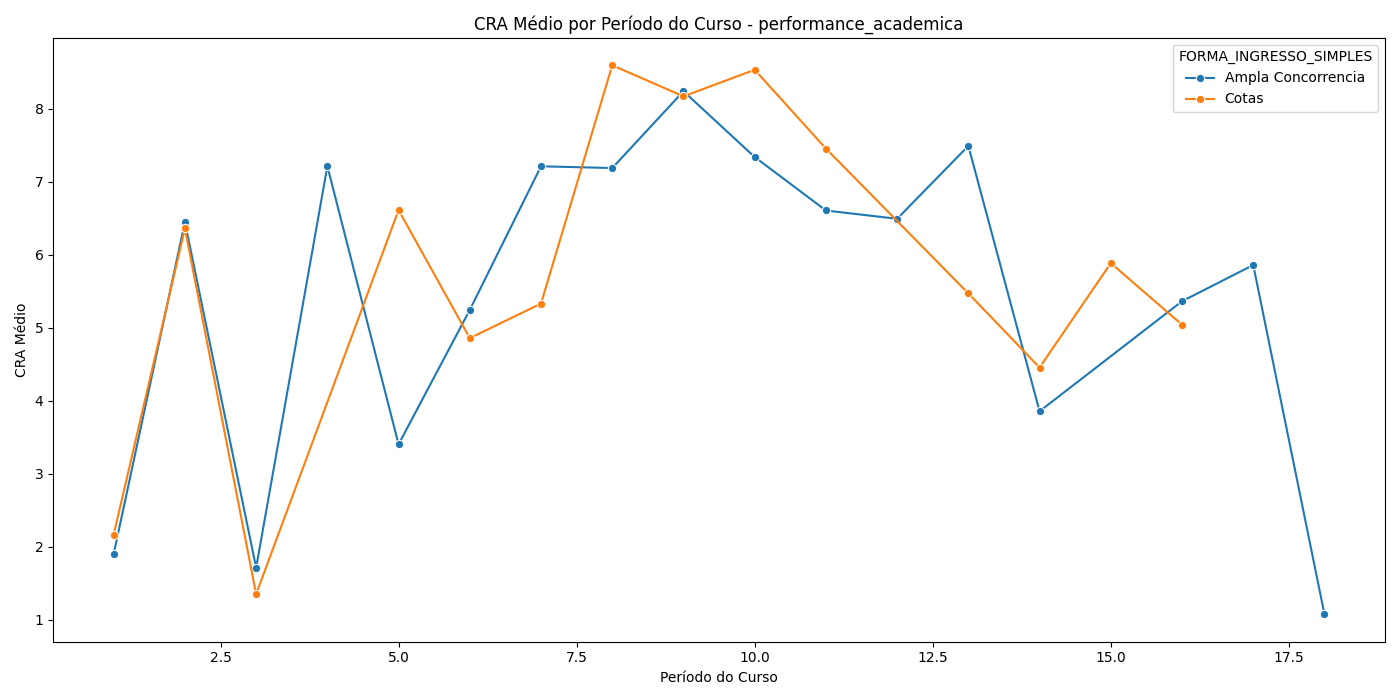 CRA Médio por Período do Curso - performance_academica
FORMA_INGRESSO_SIMPLES
Ampla Concorrencia
Cotas
CRA Médio
8
7
6
5
4
3
2
1
2.5
5.0
7.5
10.0
12.5
15.0
17.5
Período do Curso